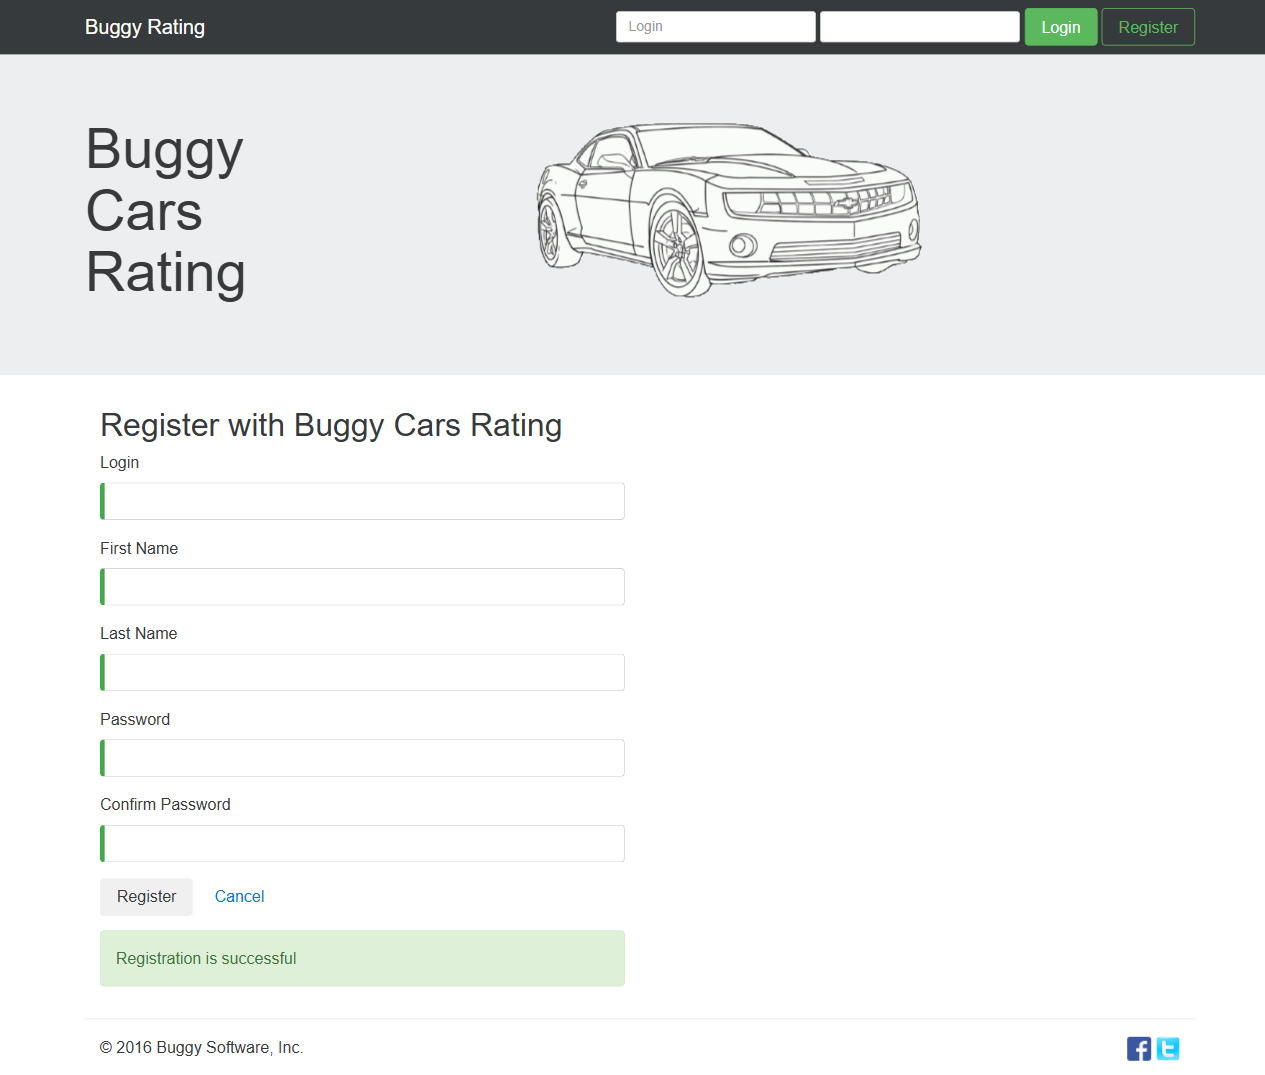 Buggy Rating
Login
Login
Register
Buggy
Cars
Rating
Register with Buggy Cars Rating
Login
First Name
Last Name
Password
Confirm Password
Register
Cancel
Registration is successful
© 2016 Buggy Software, Inc.